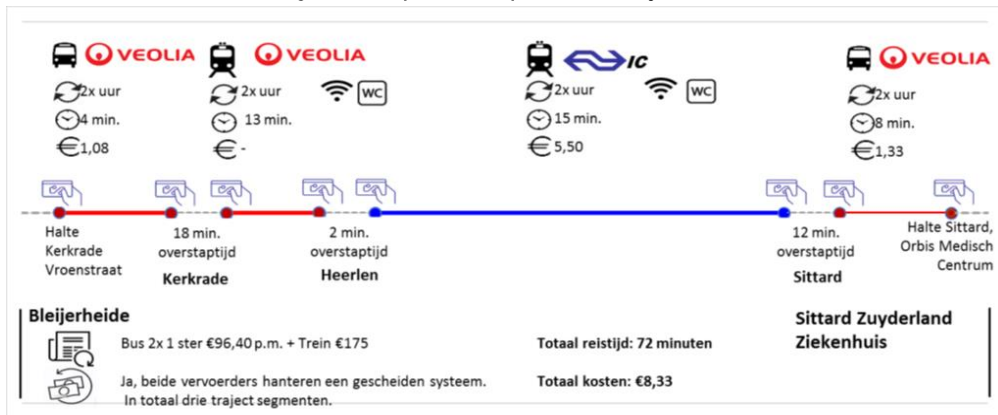 VEOLIA
2x uur
4 min.
€1,08
VEOLIA
2x uur
WC
13 min.
€ -
IC
2x uur
WC
15 min.
€ 5,50
VEOLIA
2x uur
8 min.
€1,33
Halte
Kerkrade
Vroenstraat
18 min.
overstaptijd
Kerkrade
2 min.
overstaptijd
Heerlen
12 min.
overstaptijd
Sittard
Halte Sittard,
Orbis Medisch
Centrum
Bleijerheide
Sittard Zuyderland
Ziekenhuis
Bus 2x 1 ster €96,40 p.m. + Trein €175
Totaal reistijd: 72 minuten
Ja, beide vervoerders hanteren een gescheiden systeem.
In totaal drie traject segmenten.
Totaal kosten: €8,33